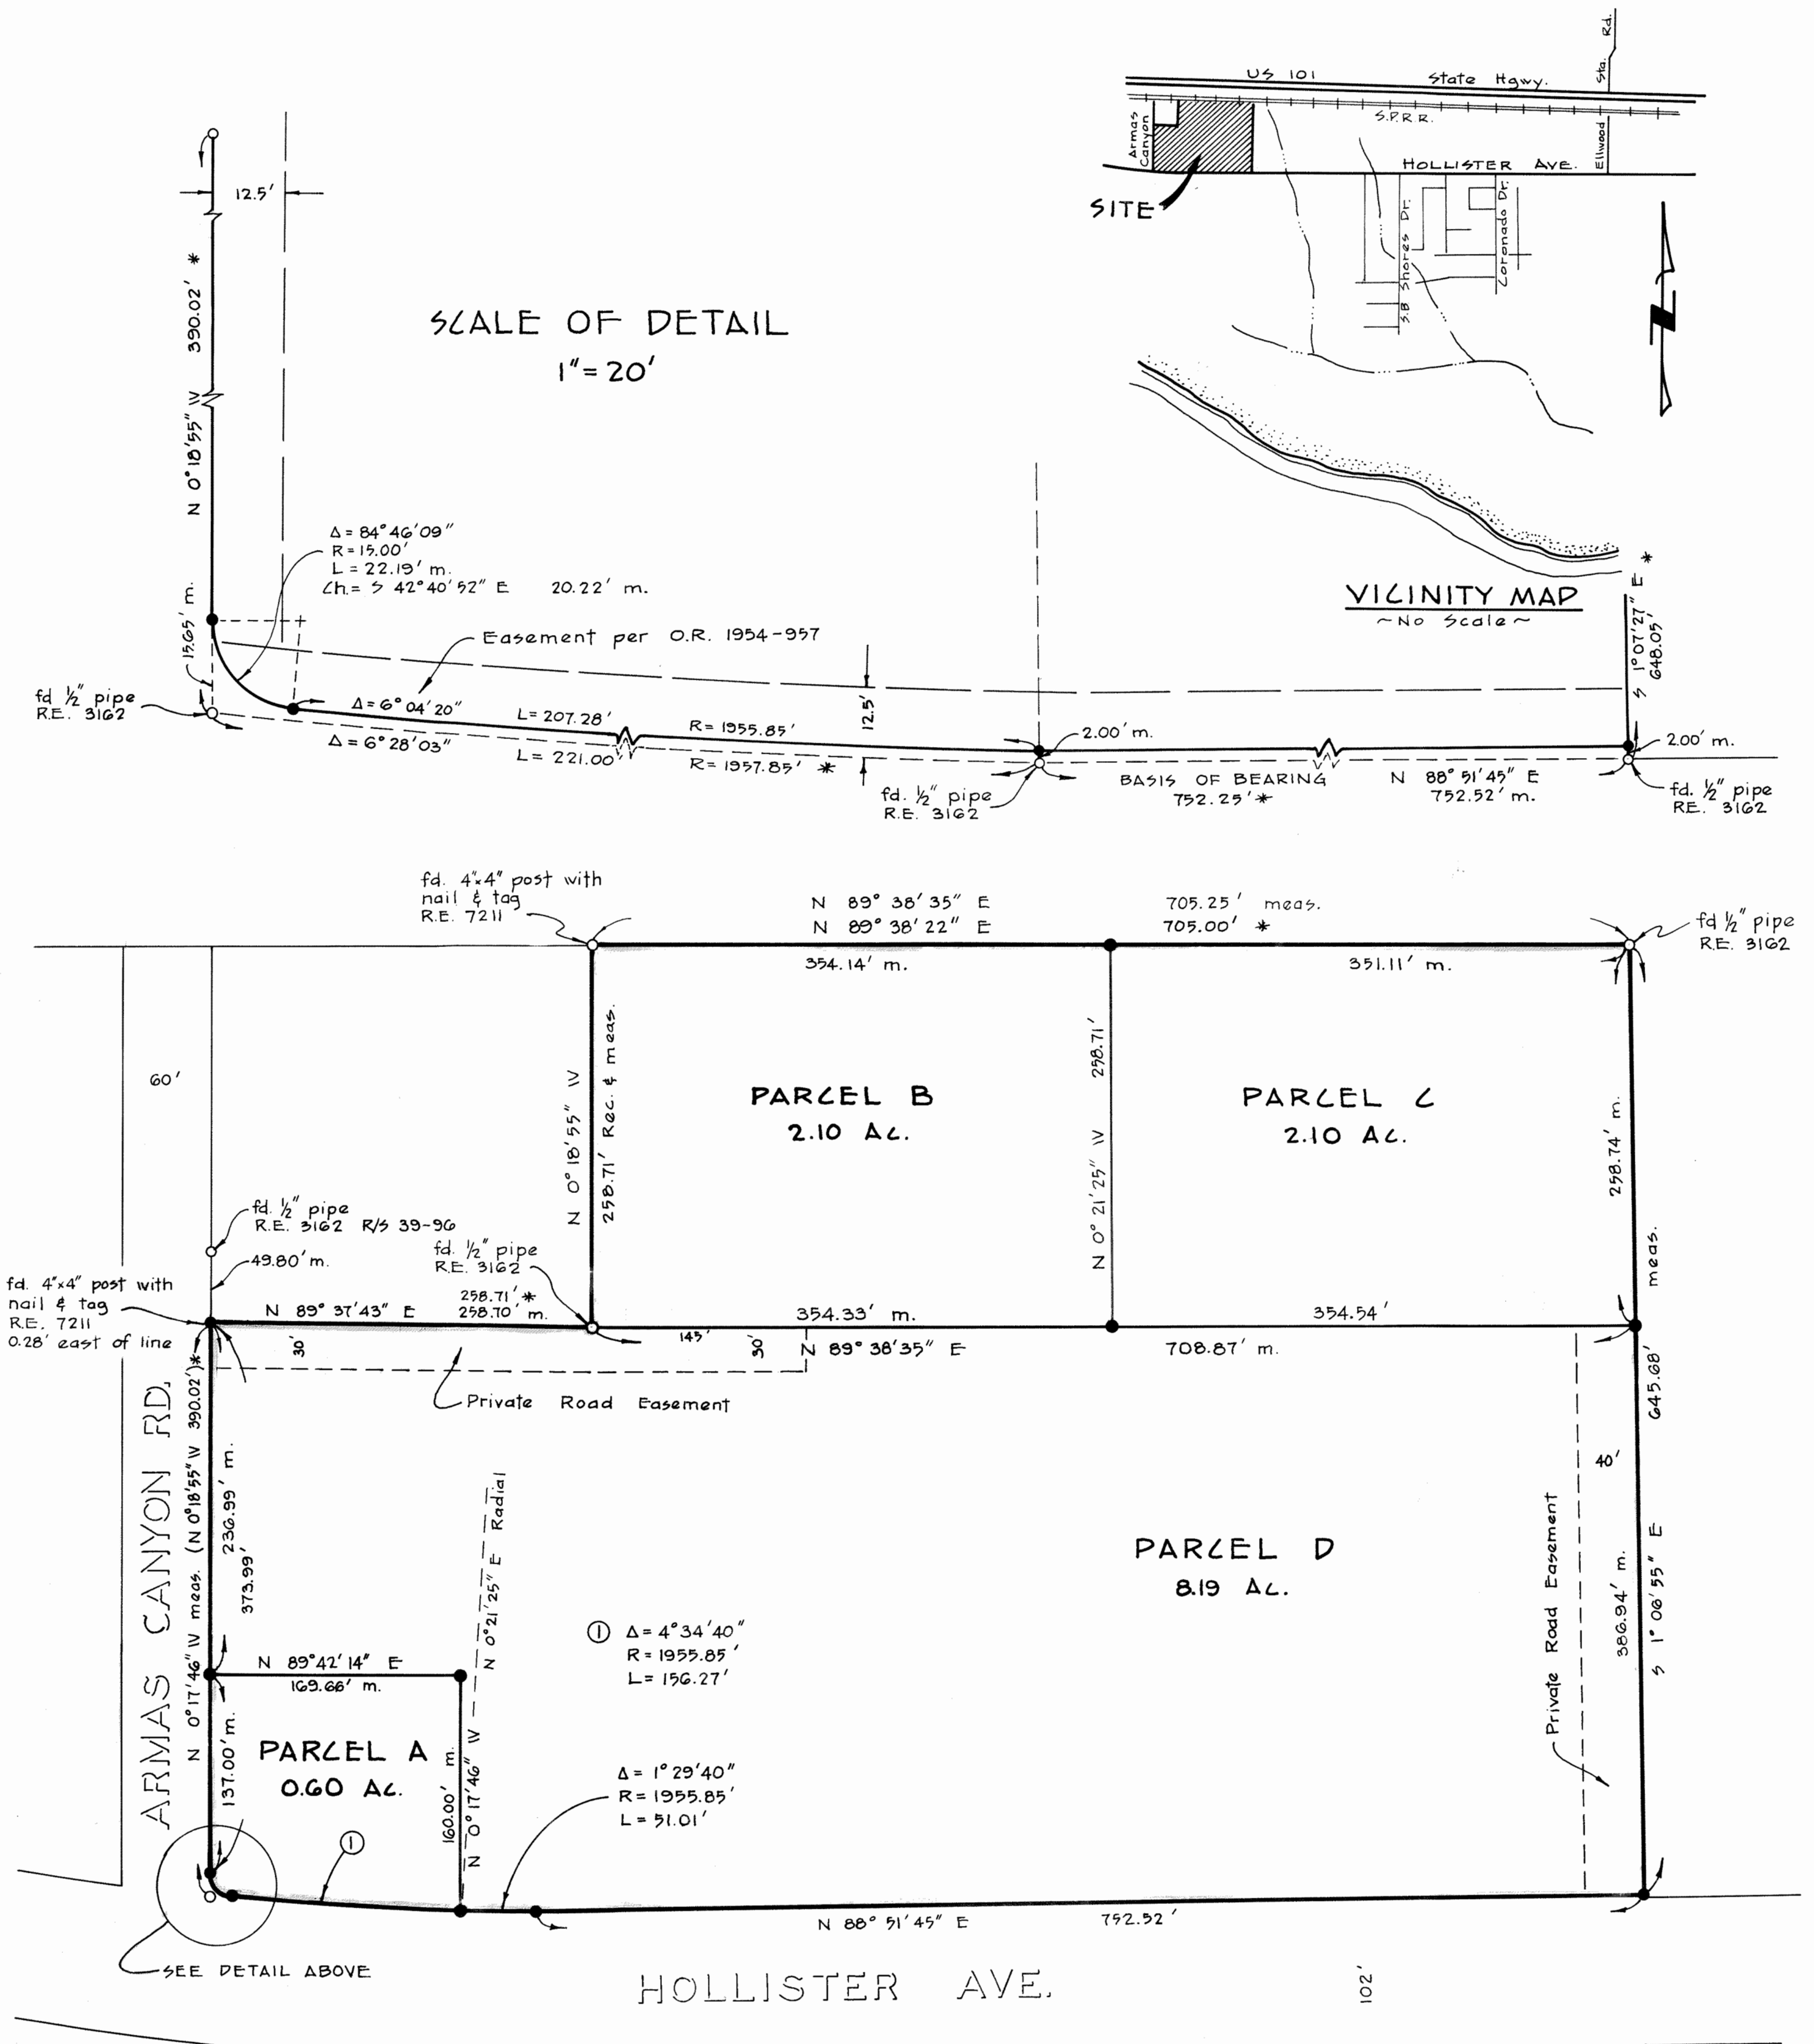 US 101 State Hgwy.
Sta. Rd.
S.P.R.R.
Armas
Canyon
Ellwood
HOLLISTER AVE.
SITE
S.B Shores Dr.
Coronado Dr.
N
VICINITY MAP
~No Scale~
12.5'
N 0°18'55" W 390.02' *
SCALE OF DETAIL
1"=20'
Δ = 84°46'09"
R = 15.00'
L = 22.19' m.
Ch.= S 42°40'52" E 20.22' m.
15.65' m.
Easement per O.R. 1954-957
fd ½" pipe
R.E. 3162
Δ = 6°04'20" L= 207.28' R= 1955.85'
Δ = 6°28'03" L= 221.00' R= 1957.85' *
12.5'
2.00' m.
fd. ½" pipe
R.E. 3162
BASIS OF BEARING N 88° 51' 45" E
752.25' * 752.52' m.
S 1°07'27" E *
648.05'
2.00' m.
fd. ½" pipe
RE. 3162
fd. 4"x4" post with
nail & tag
R.E. 7211
N 89° 38' 35" E 705.25' meas.
N 89° 38' 22" E 705.00' *
fd ½" pipe
R.E. 3162
354.14' m. 351.11' m.
60'
N 0°18'55" W
258.71' Rec. & meas.
PARCEL B
2.10 AC.
N 0°21'25" W 258.71'
PARCEL C
2.10 AC.
258.74' m.
fd. ½" pipe
R.E. 3162 R/S 39-96
49.80' m.
fd. ½" pipe
R.E. 3162
fd. 4"x4" post with
nail & tag
R.E. 7211
0.28' east of line
N 89° 37' 43" E
258.71' *
258.70' m.
354.33' m. 354.54'
30'
145'
30'
N 89° 38' 35" E 708.87' m.
Private Road Easement
645.68' meas.
S 1°06'55" E
ARMAS CANYON RD.
N 0°17'46" W meas. (N 0°18'55" W 390.02')*
236.99' m.
373.99'
N 0°21'25" E Radial
PARCEL D
8.19 AC.
40'
Private Road Easement
386.94' m.
① Δ = 4°34'40"
R = 1955.85'
L = 156.27'
N 89°42'14" E
169.66' m.
137.00' m.
PARCEL A
0.60 AC.
160.00' m.
N 0°17'46" W
Δ = 1°29'40"
R = 1955.85'
L = 51.01'
①
N 88° 51' 45" E 752.52'
SEE DETAIL ABOVE
HOLLISTER AVE.
102'